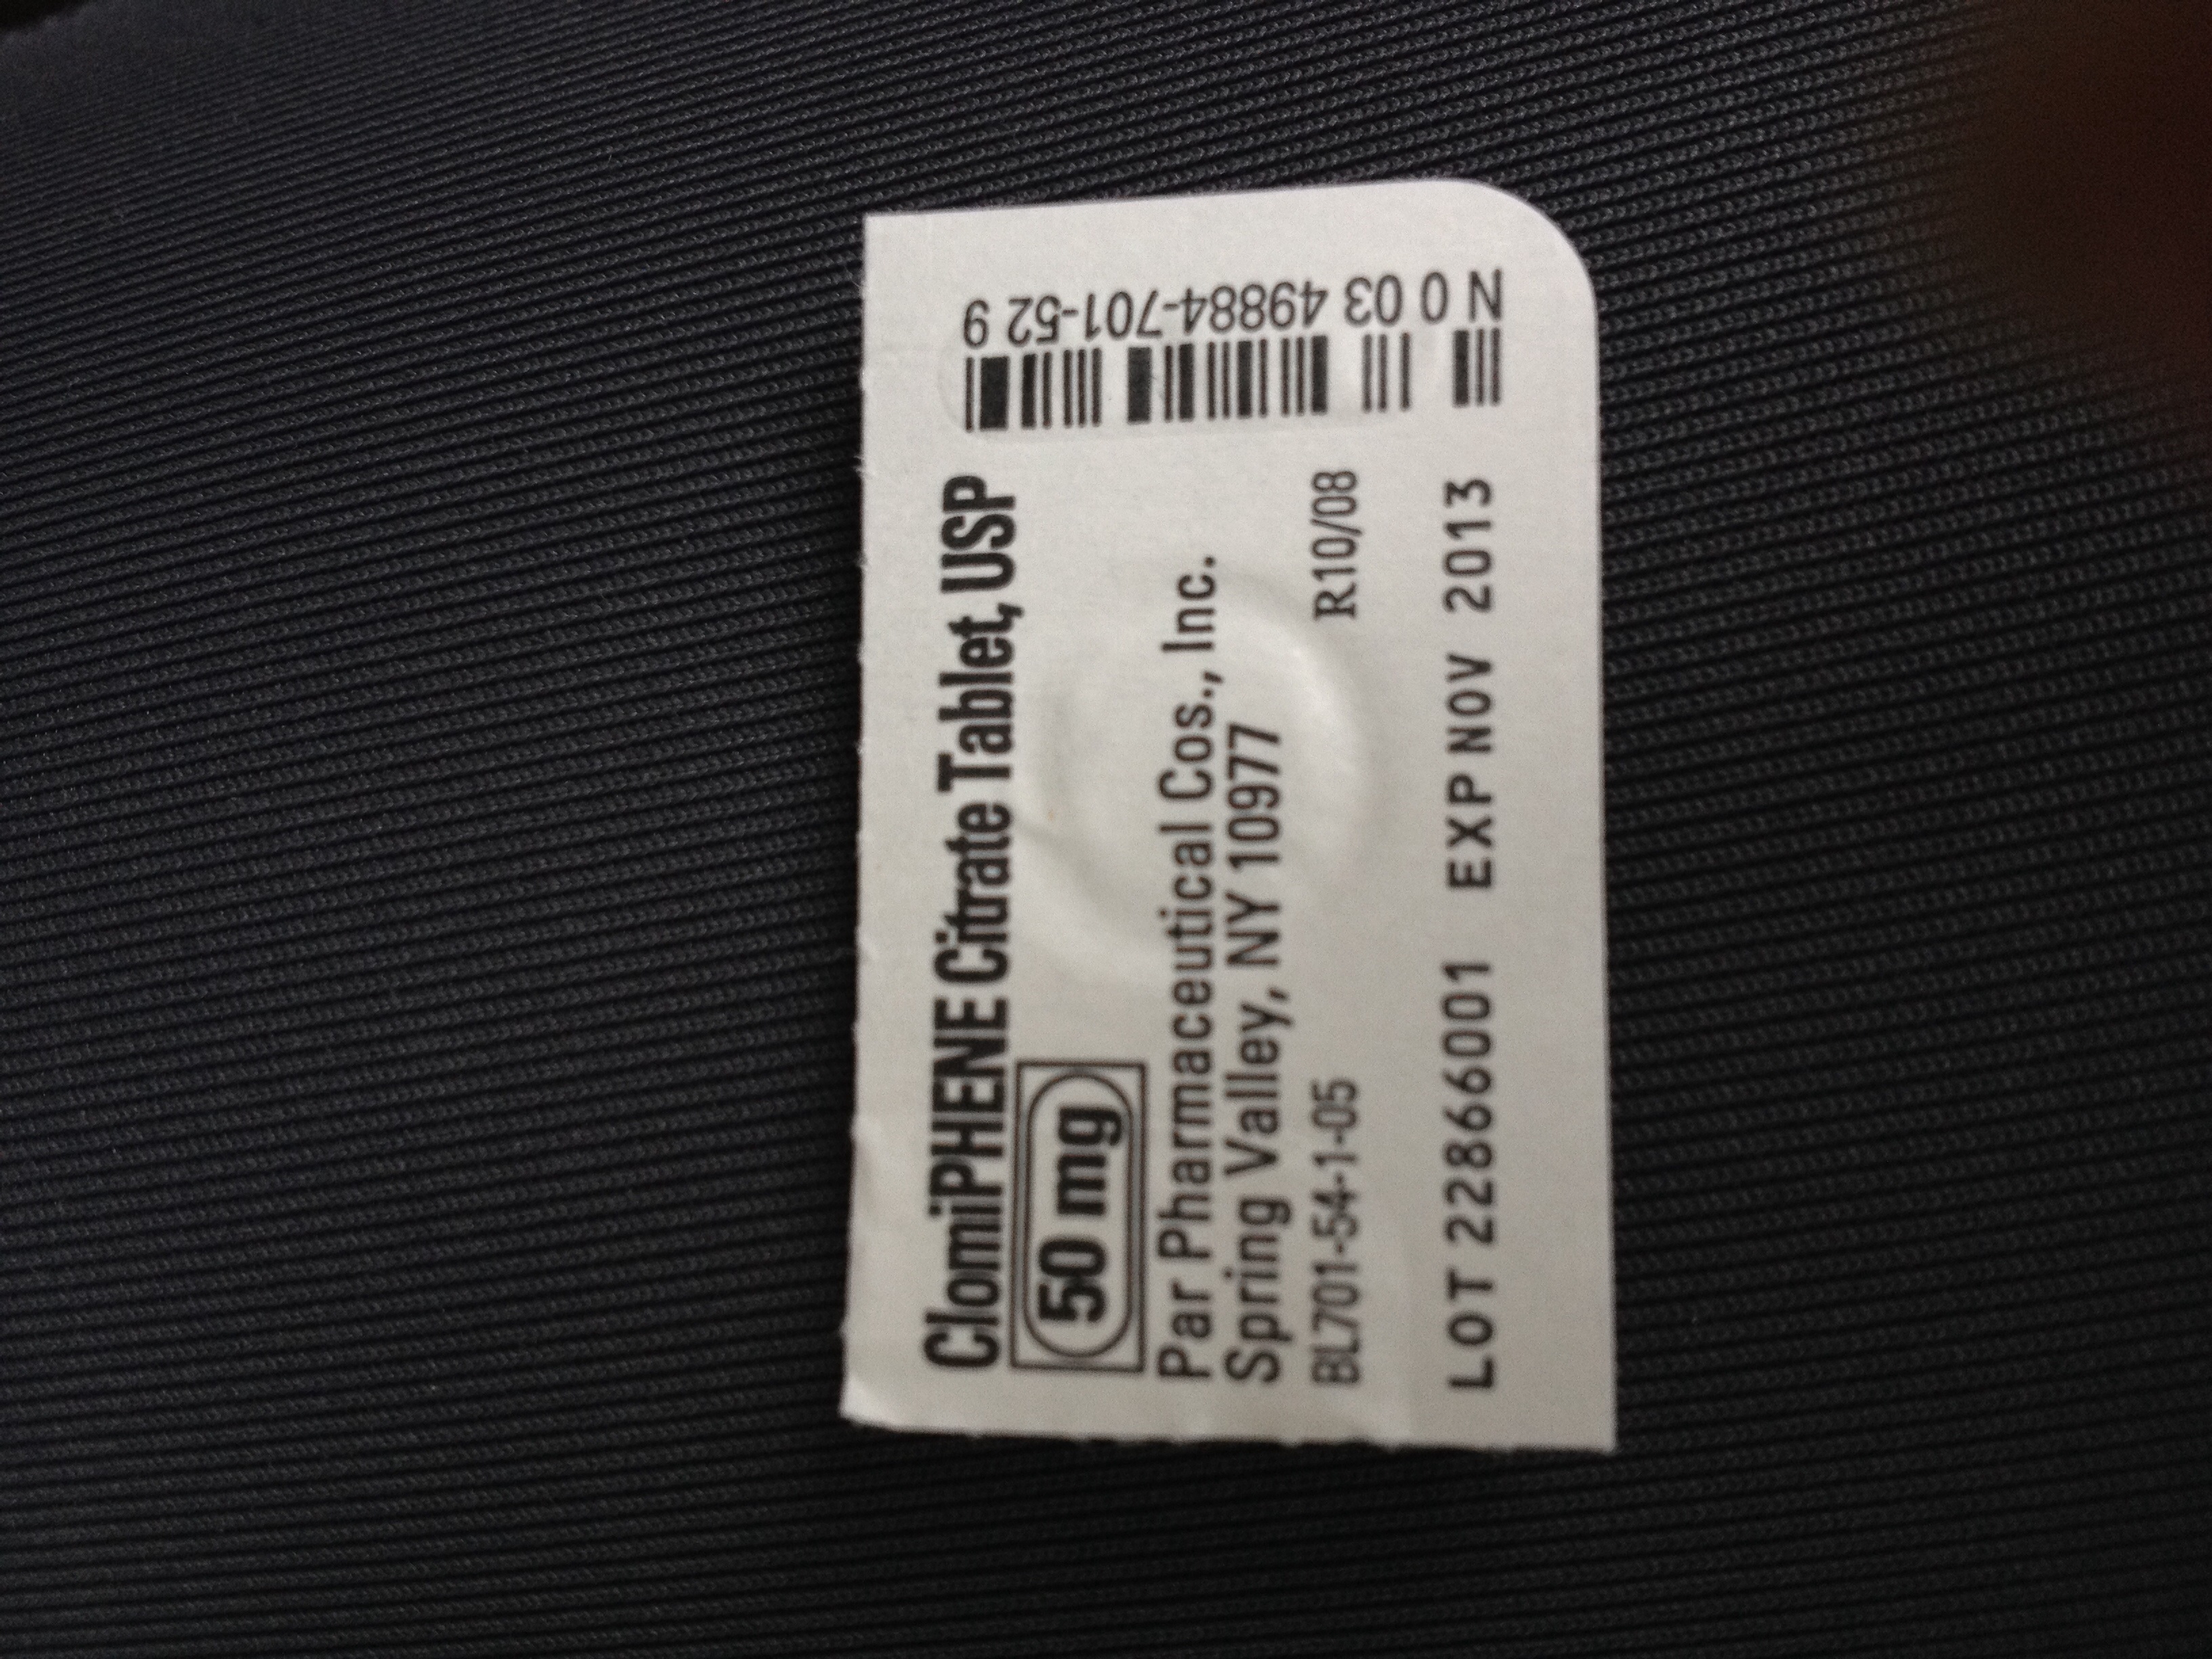 ClomiPHENE Citrate Tablet, USP
50 mg
Par Pharmaceutical Cos., Inc.
Spring Valley, NY 10977
BL701-54-1-05 R10/08
LOT 228660001 EXP NOV 2013
N 0 03 49884-701-52 9